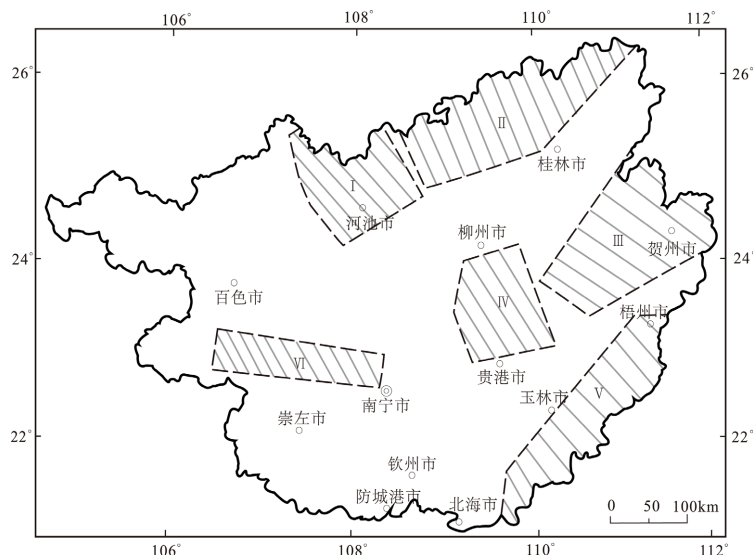 106° 108° 110° 112°
26° 26°
Ⅱ
桂林市
Ⅰ
河池市
柳州市
Ⅲ
贺州市
24° 24°
百色市
Ⅳ
梧州市
Ⅵ
贵港市
南宁市
玉林市
Ⅴ
崇左市
22° 22°
钦州市
防城港市
北海市
0 50 100km
106° 108° 110° 112°